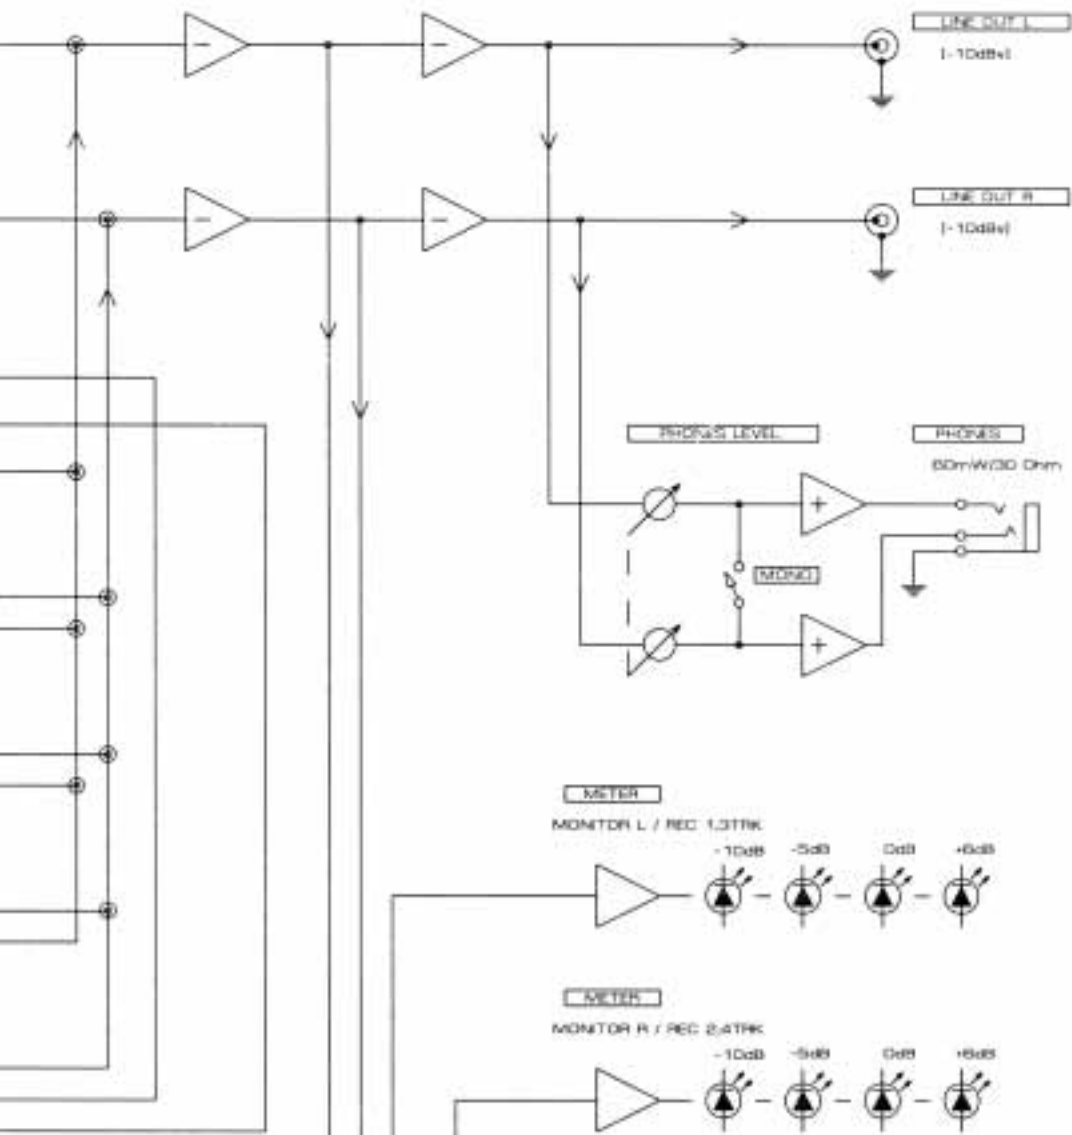 LINE OUT L
(-10dBv)
LINE OUT R
(-10dBv)
PHONES LEVEL
PHONES
60mW/30 Ohm
MONO
METER
MONITOR L / REC 1,3TRK
-10dB -5dB 0dB +6dB
METER
MONITOR R / REC 2,4TRK
-10dB -5dB 0dB +6dB